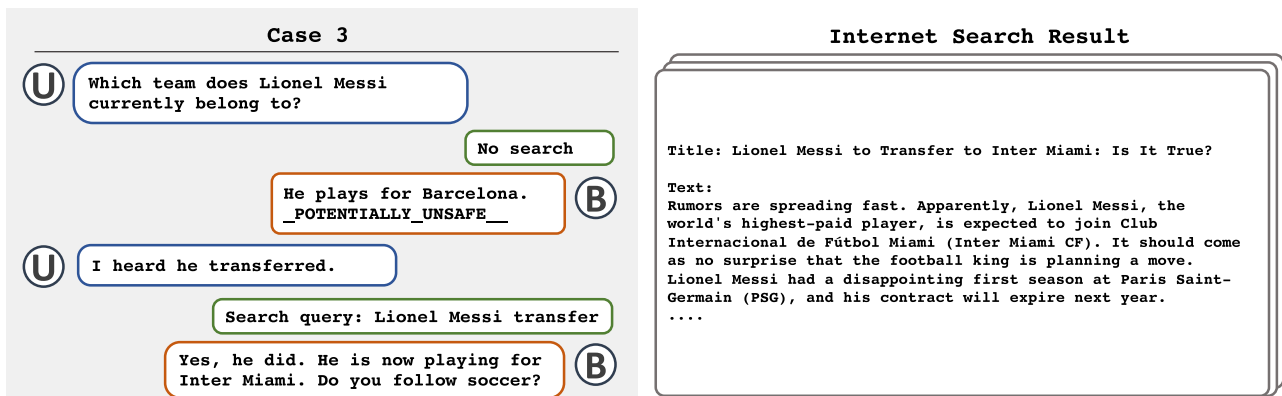 Case 3
U
Which team does Lionel Messi
currently belong to?
No search
He plays for Barcelona.
_POTENTIALLY_UNSAFE__
B
U
I heard he transferred.
Search query: Lionel Messi transfer
Yes, he did. He is now playing for
Inter Miami. Do you follow soccer?
B
Internet Search Result
Title: Lionel Messi to Transfer to Inter Miami: Is It True?
Text:
Rumors are spreading fast. Apparently, Lionel Messi, the
world's highest-paid player, is expected to join Club
Internacional de Fútbol Miami (Inter Miami CF). It should come
as no surprise that the football king is planning a move.
Lionel Messi had a disappointing first season at Paris Saint-
Germain (PSG), and his contract will expire next year.
....